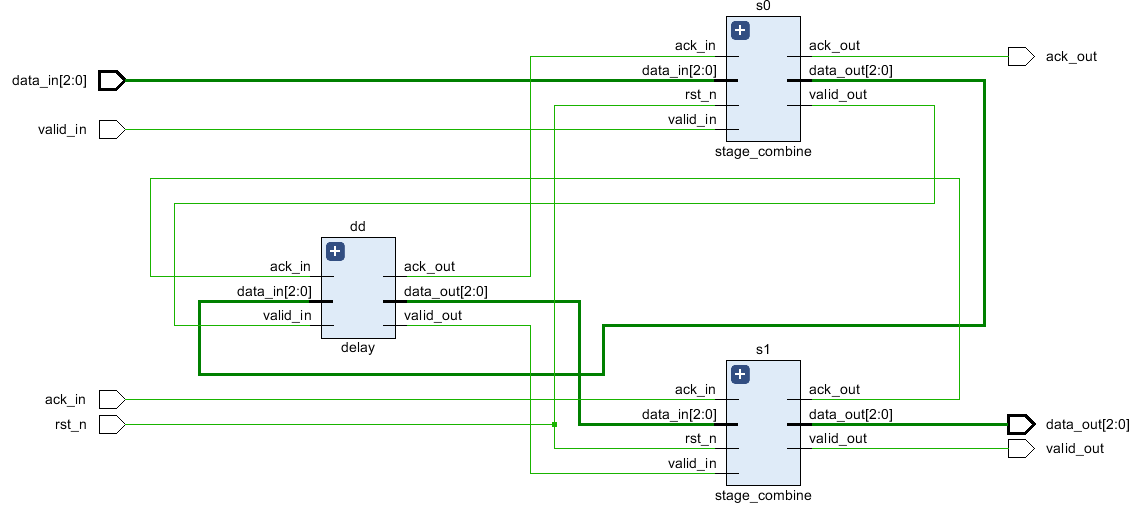 s0
ack_in
ack_out
ack_out
data_in[2:0]
data_in[2:0]
data_out[2:0]
rst_n
valid_out
valid_in
valid_in
stage_combine
dd
ack_in
ack_out
data_in[2:0]
data_out[2:0]
valid_in
valid_out
delay
s1
ack_in
ack_in
ack_out
rst_n
data_in[2:0]
data_out[2:0]
data_out[2:0]
rst_n
valid_out
valid_out
valid_in
stage_combine